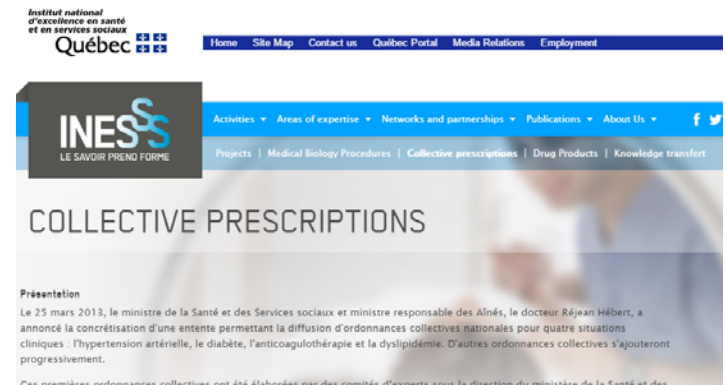 Institut national
d'excellence en santé
et en services sociaux
Québec
Home Site Map Contact us Québec Portal Media Relations Employment
INESSS
LE SAVOIR PREND FORME
Activities Areas of expertise Networks and partnerships Publications About Us
Projects | Medical Biology Procedures | Collective prescriptions | Drug Products | Knowledge transfert
COLLECTIVE PRESCRIPTIONS
Présentation
Le 25 mars 2013, le ministre de la Santé et des Services sociaux et ministre responsable des Aînés, le docteur Réjean Hébert, a
annoncé la concrétisation d'une entente permettant la diffusion d'ordonnances collectives nationales pour quatre situations
cliniques : l'hypertension artérielle, le diabète, l'anticoagulothérapie et la dyslipidémie. D'autres ordonnances collectives s'ajouteront
progressivement.
Ces premières ordonnances collectives ont été élaborées par des comités d'experts sous la direction du ministère de la Santé et des